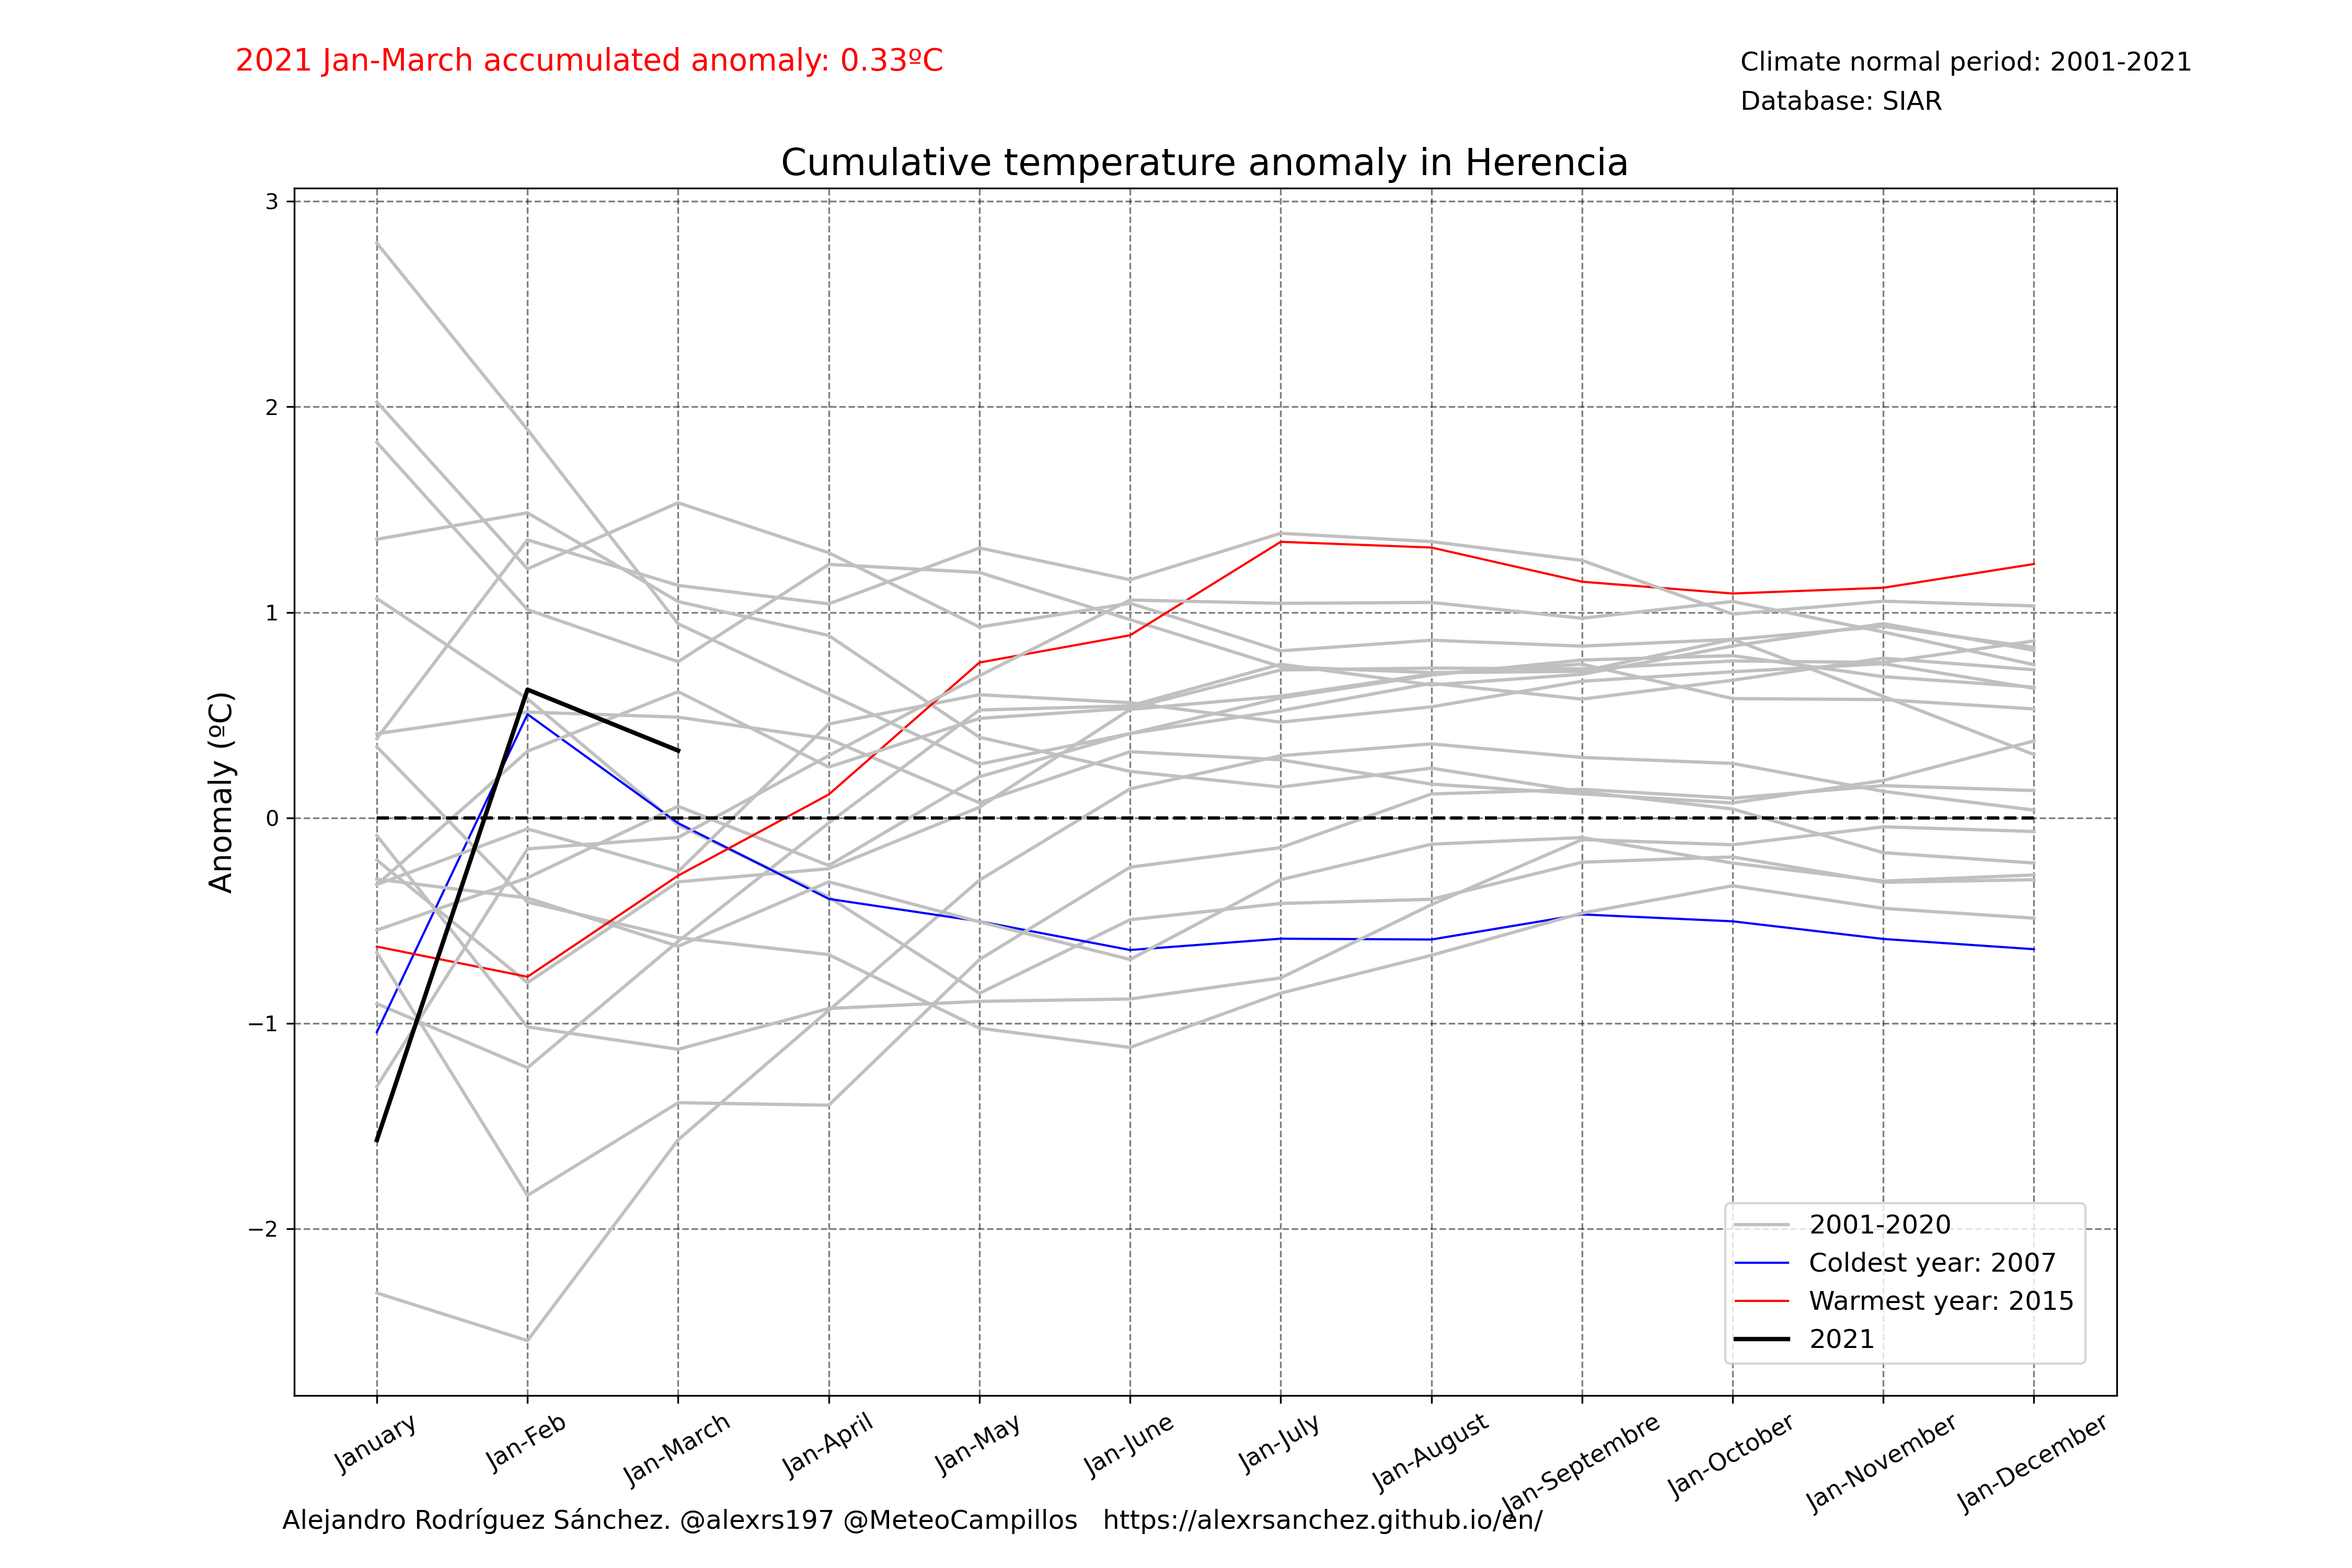 2021 Jan-March accumulated anomaly: 0.33ºC
Climate normal period: 2001-2021
Database: SIAR
Cumulative temperature anomaly in Herencia
Anomaly (ºC)
3
2
1
0
−1
−2
2001-2020
Coldest year: 2007
Warmest year: 2015
2021
January
Jan-Feb
Jan-March
Jan-April
Jan-May
Jan-June
Jan-July
Jan-August
Jan-Septembre
Jan-October
Jan-November
Jan-December
Alejandro Rodríguez Sánchez. @alexrs197 @MeteoCampillos https://alexrsanchez.github.io/en/